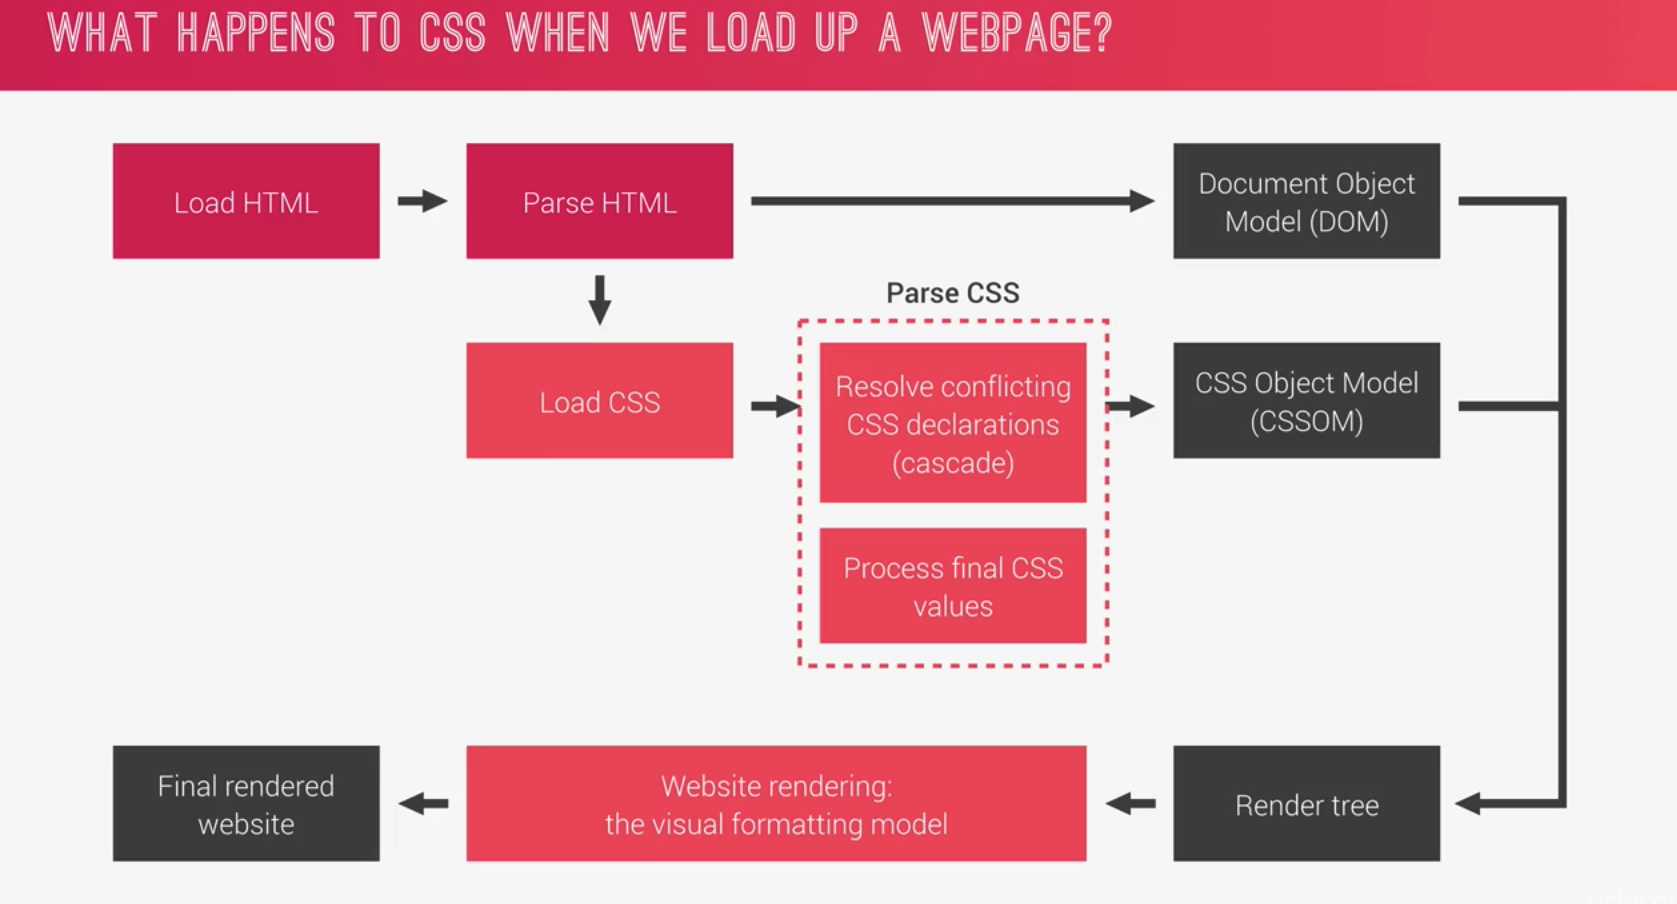 WHAT HAPPENS TO CSS WHEN WE LOAD UP A WEBPAGE?
Load HTML
Parse HTML
Document Object
Model (DOM)
Parse CSS
Load CSS
Resolve conflicting
CSS declarations
(cascade)
CSS Object Model
(CSSOM)
Process final CSS
values
Final rendered
website
Website rendering:
the visual formatting model
Render tree